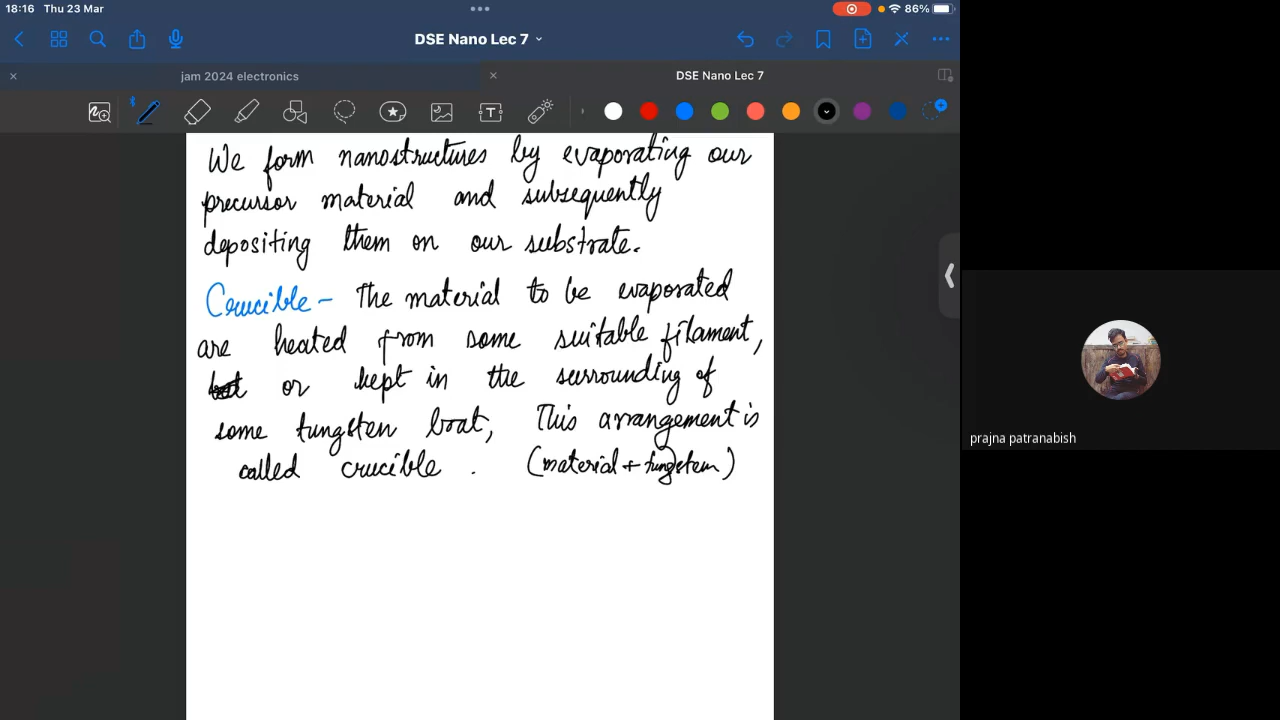 18:16 Thu 23 Mar
86%
DSE Nano Lec 7
jam 2024 electronics
DSE Nano Lec 7
We form nanostructures by evaporating our
precursor material and subsequently
depositing them on our substrate.
Crucible - The material to be evaporated
are heated from some suitable filament,
or kept in the surrounding of
some tungsten boat, This arrangement is
called crucible. (material + tungsten)
prajna patranabish